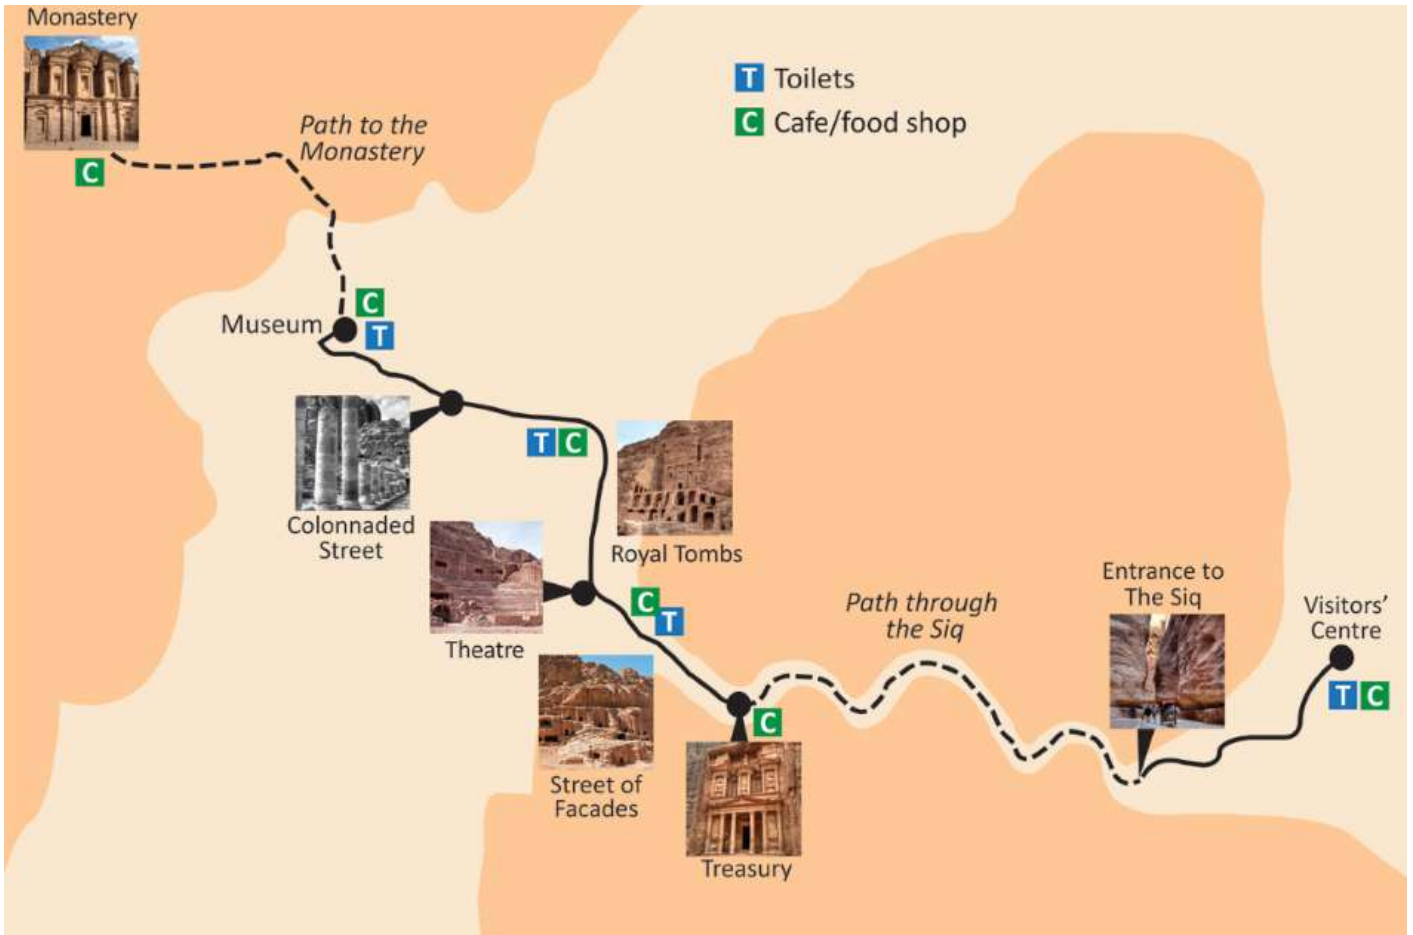 Monastery
Path to the
Monastery
T Toilets
C Cafe/food shop
C
C
Museum
T
T C
Colonnaded
Street
Royal Tombs
Theatre
C
T
Path through
the Siq
Entrance to
The Siq
Visitors’
Centre
T C
C
Street of
Facades
Treasury